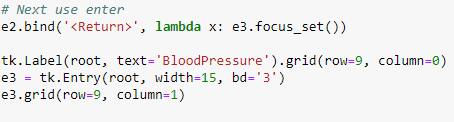 # Next use enter
e2.bind('<Return>', lambda x: e3.focus_set())
tk.Label(root, text='BloodPressure').grid(row=9, column=0)
e3 = tk.Entry(root, width=15, bd='3')
e3.grid(row=9, column=1)